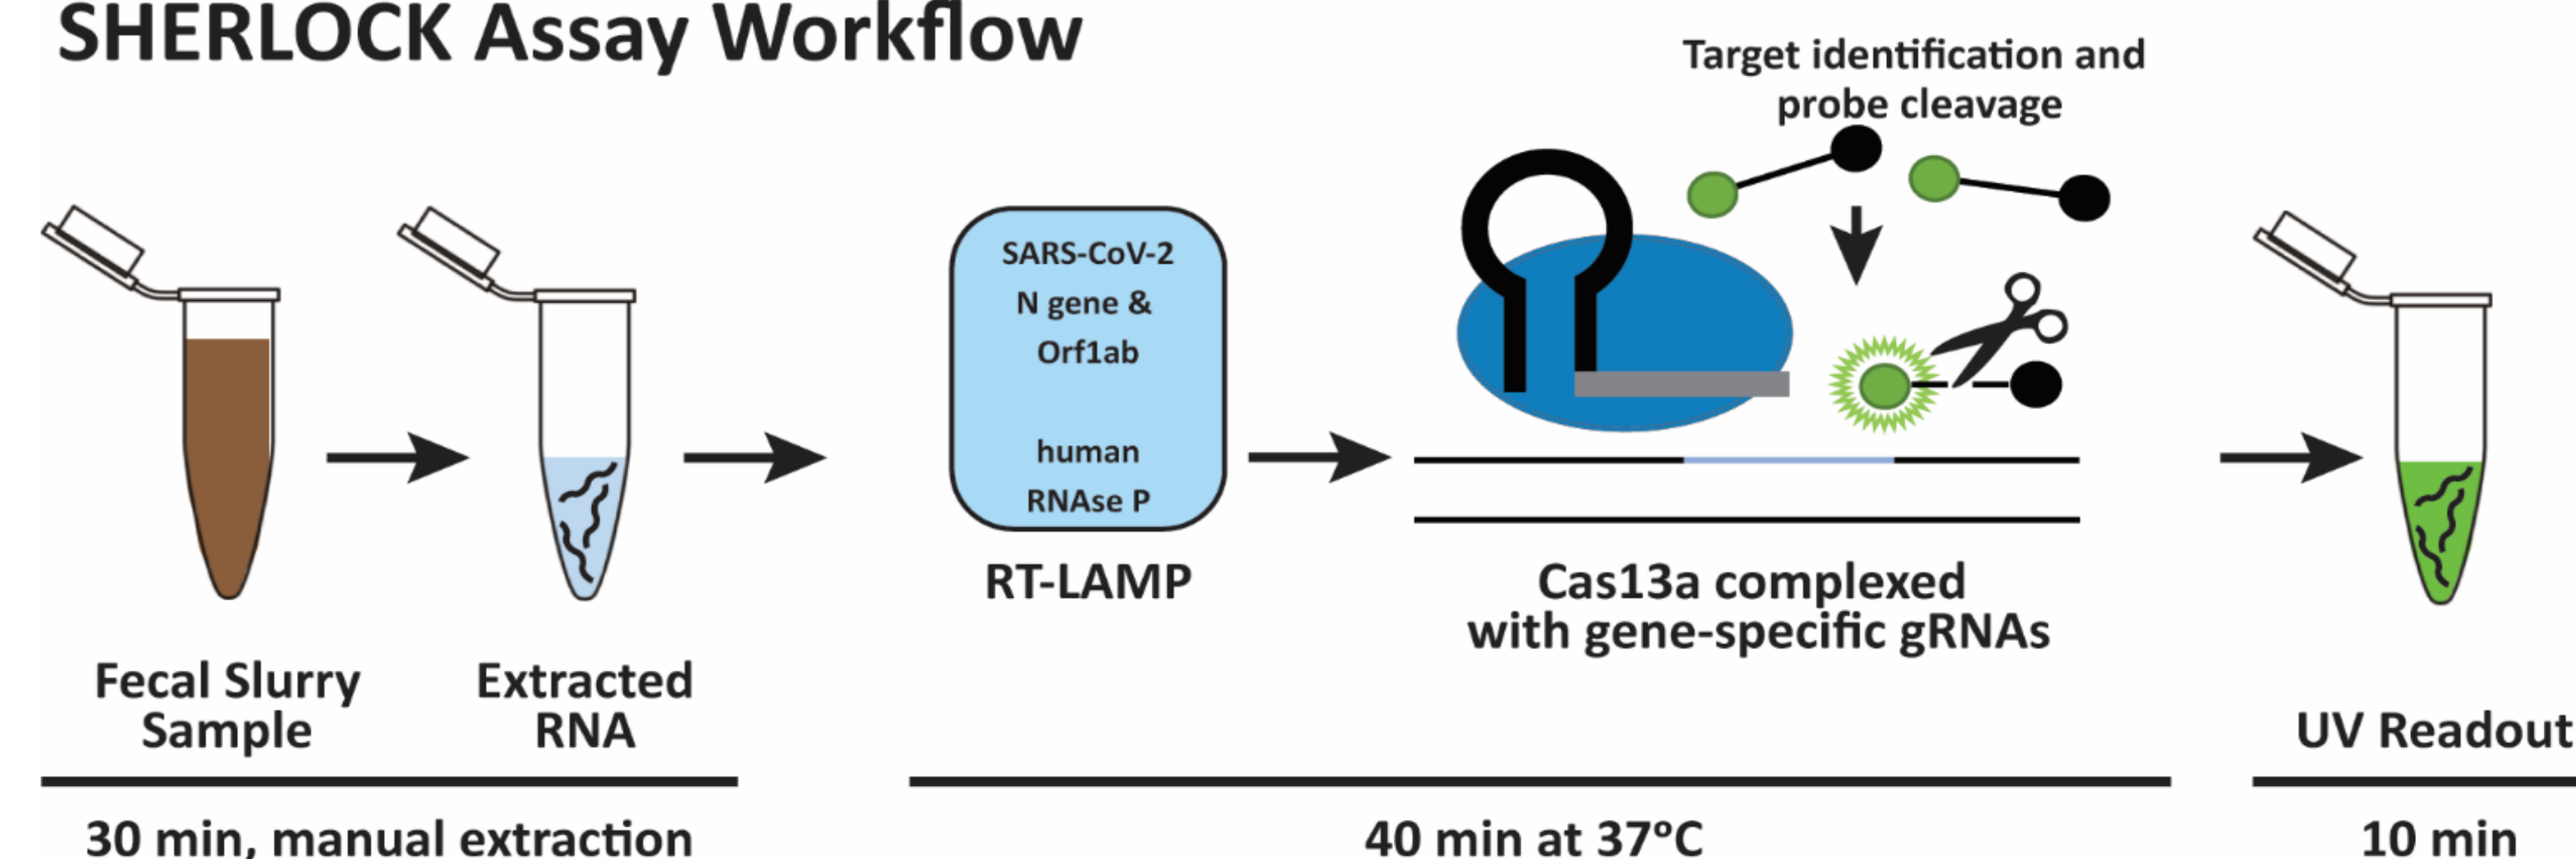 SHERLOCK Assay Workflow
Target identification and
probe cleavage
SARS-CoV-2
N gene &
Orf1ab
human
RNAse P
RT-LAMP
Cas13a complexed
with gene-specific gRNAs
Fecal Slurry
Sample
Extracted
RNA
UV Readout
30 min, manual extraction
40 min at 37°C
10 min